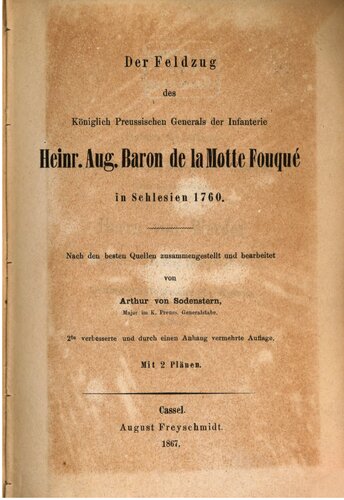 Der Feldzug
des
Königlich Preussischen Generals der Infanterie
Heinr. Aug. Baron de la Motte Fouqué
in Schlesien 1760.
Nach den besten Quellen zusammengestellt und bearbeitet
von
Arthur von Sodenstern,
Major im K. Preuss. Generalstabe.
2te verbesserte und durch einen Anhang vermehrte Auflage.
Mit 2 Plänen.
Cassel.
August Freyschmidt.
1867.